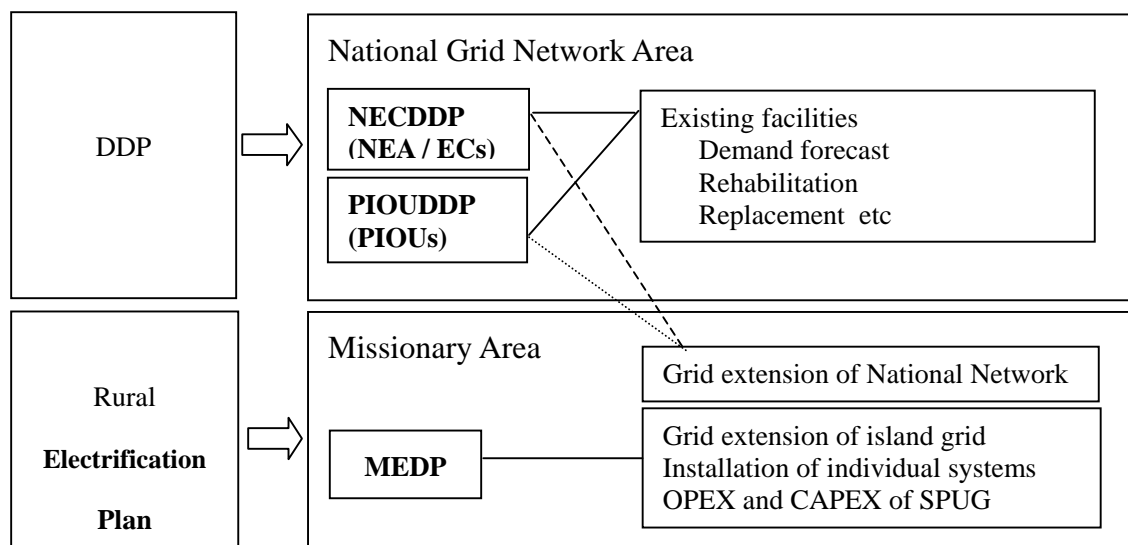 DDP
National Grid Network Area
NECDDP
(NEA / ECs)
PIOUDDP
(PIOUs)
Existing facilities
Demand forecast
Rehabilitation
Replacement etc
Rural
Electrification
Plan
Missionary Area
MEDP
Grid extension of National Network
Grid extension of island grid
Installation of individual systems
OPEX and CAPEX of SPUG